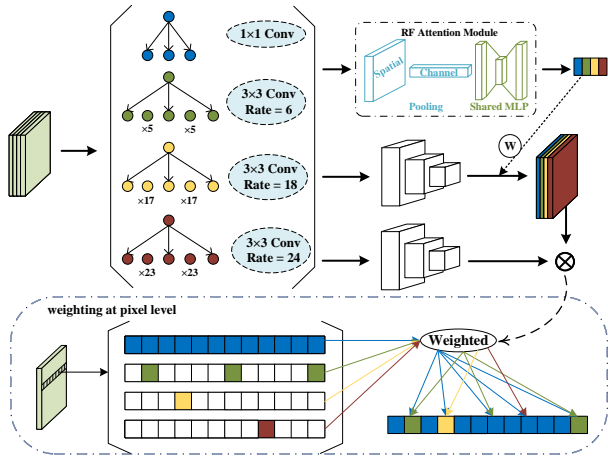 1×1 Conv
3×3 Conv
Rate = 6
×5 ×5
3×3 Conv
Rate = 18
×17 ×17
3×3 Conv
Rate = 24
×23 ×23
RF Attention Module
Spatial
Channel
Pooling
Shared MLP
W
weighting at pixel level
Weighted